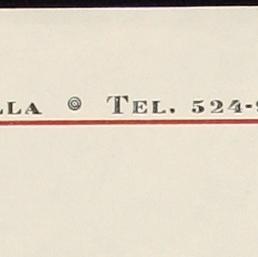 LLA ◎ TEL. 524-